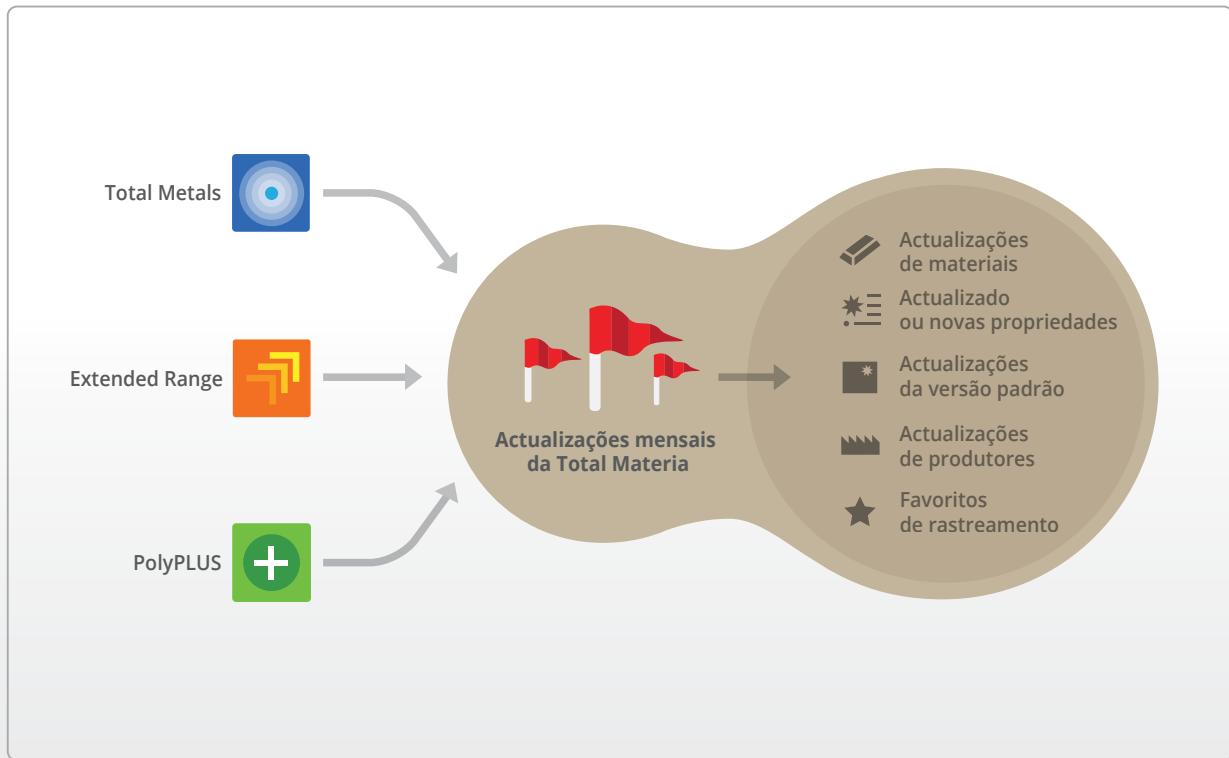 Total Metals
Extended Range
PolyPLUS
Actualizações mensais
da Total Materia
Actualizações
de materiais
Actualizado
ou novas propriedades
Actualizações
da versão padrão
Actualizações
de produtores
Favoritos
de rastreamento